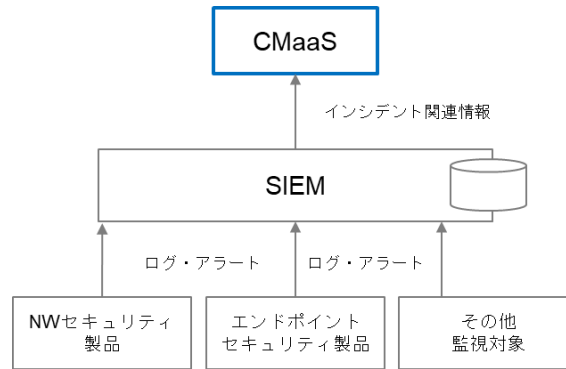 CMaaS
インシデント関連情報
SIEM
ログ・アラート
ログ・アラート
NWセキュリティ
製品
エンドポイント
セキュリティ製品
その他
監視対象